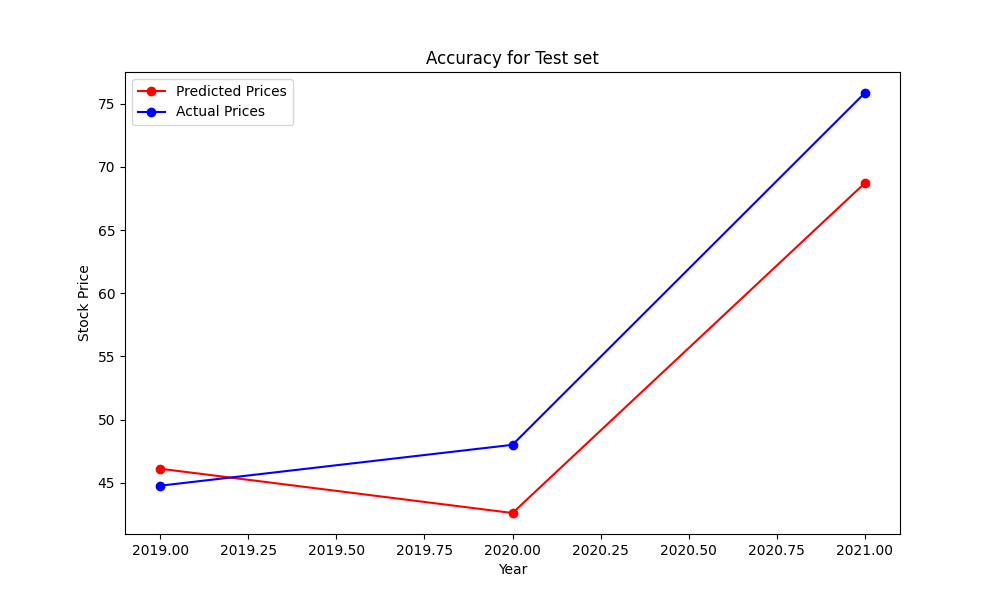 Accuracy for Test set
Predicted Prices
Actual Prices
75
70
65
60
55
50
45
Stock Price
2019.00 2019.25 2019.50 2019.75 2020.00 2020.25 2020.50 2020.75 2021.00
Year